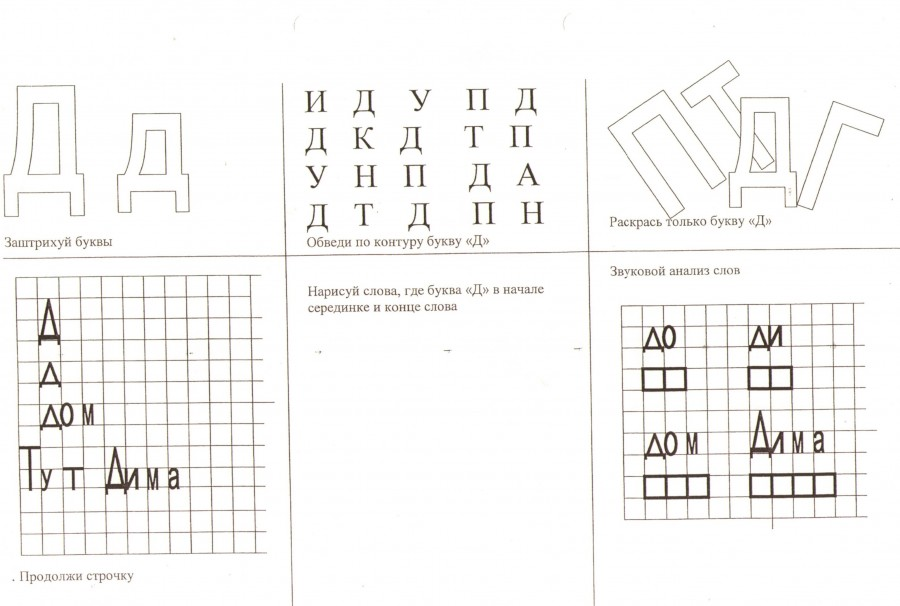 Д д
Заштрихуй буквы
И Д У П Д
Д К Д Т П
У Н П Д А
Д Т Д П Н
Обведи по контуру букву «Д»
П Т Д Г
Раскрась только букву «Д»
Д
д
дом
Тут Дима
. Продолжи строчку
Нарисуй слова, где буква «Д» в начале
серединке и конце слова
Звуковой анализ слов
до ди
дом Дима